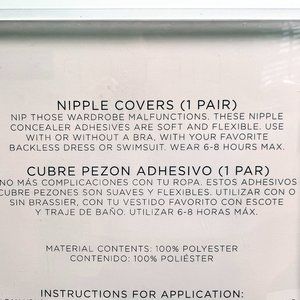 NIPPLE COVERS (1 PAIR)
NIP THOSE WARDROBE MALFUNCTIONS. THESE NIPPLE
CONCEALER ADHESIVES ARE SOFT AND FLEXIBLE. USE
WITH OR WITHOUT A BRA, WITH YOUR FAVORITE
BACKLESS DRESS OR SWIMSUIT. WEAR 6-8 HOURS MAX.
CUBRE PEZON ADHESIVO (1 PAR)
NO MÁS COMPLICACIONES CON TU ROPA. ESTOS ADHESIVOS
CUBRE PEZONES SON SUAVES Y FLEXIBLES. UTILIZAR CON O
SIN BRASSIER, CON TU VESTIDO FAVORITO CON ESCOTE
Y TRAJE DE BAÑO. UTILIZAR 6-8 HORAS MÁX.
MATERIAL CONTENTS: 100% POLYESTER
CONTENIDO: 100% POLIÉSTER
INSTRUCTIONS FOR APPLICATION: